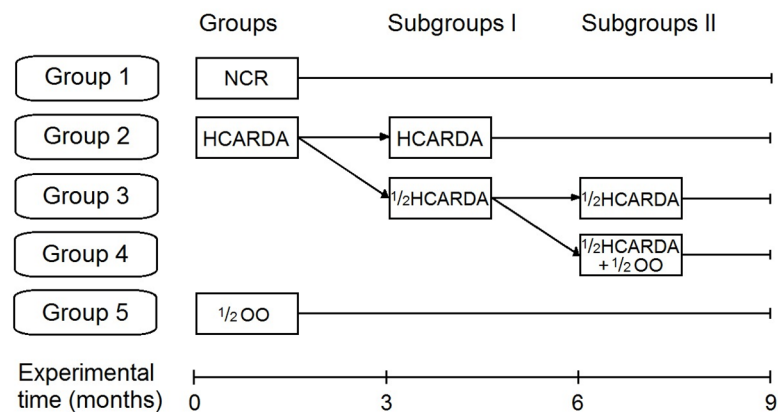 Groups Subgroups I Subgroups II
Group 1 NCR
Group 2 HCARDA HCARDA
Group 3 1/2HCARDA 1/2HCARDA
Group 4 1/2HCARDA
+ 1/2 OO
Group 5 1/2 OO
Experimental
time (months) 0 3 6 9